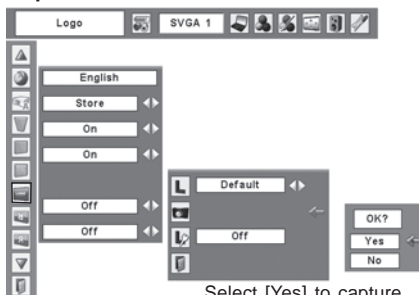 Logo
SVGA 1
English
Store
On
On
Off
Off
Default
Off
OK?
Yes
No
Select [Yes] to capture